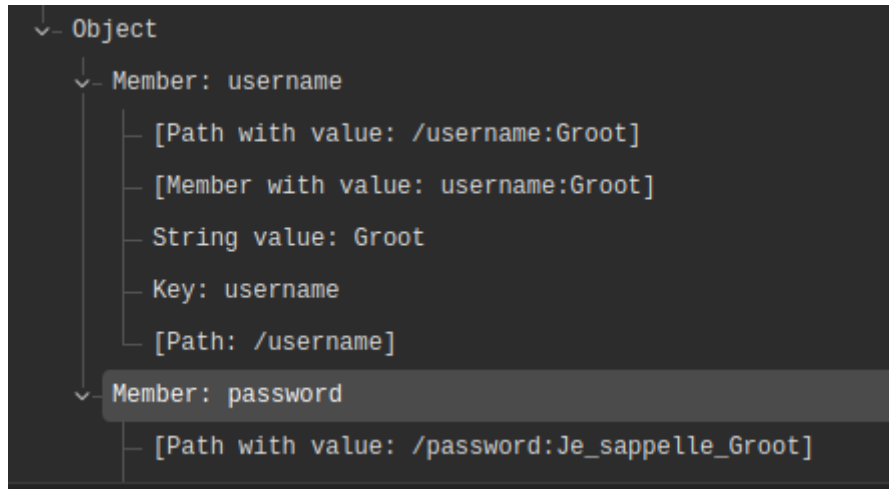 Object
Member: username
[Path with value: /username:Groot]
[Member with value: username:Groot]
String value: Groot
Key: username
[Path: /username]
Member: password
[Path with value: /password:Je_sappelle_Groot]